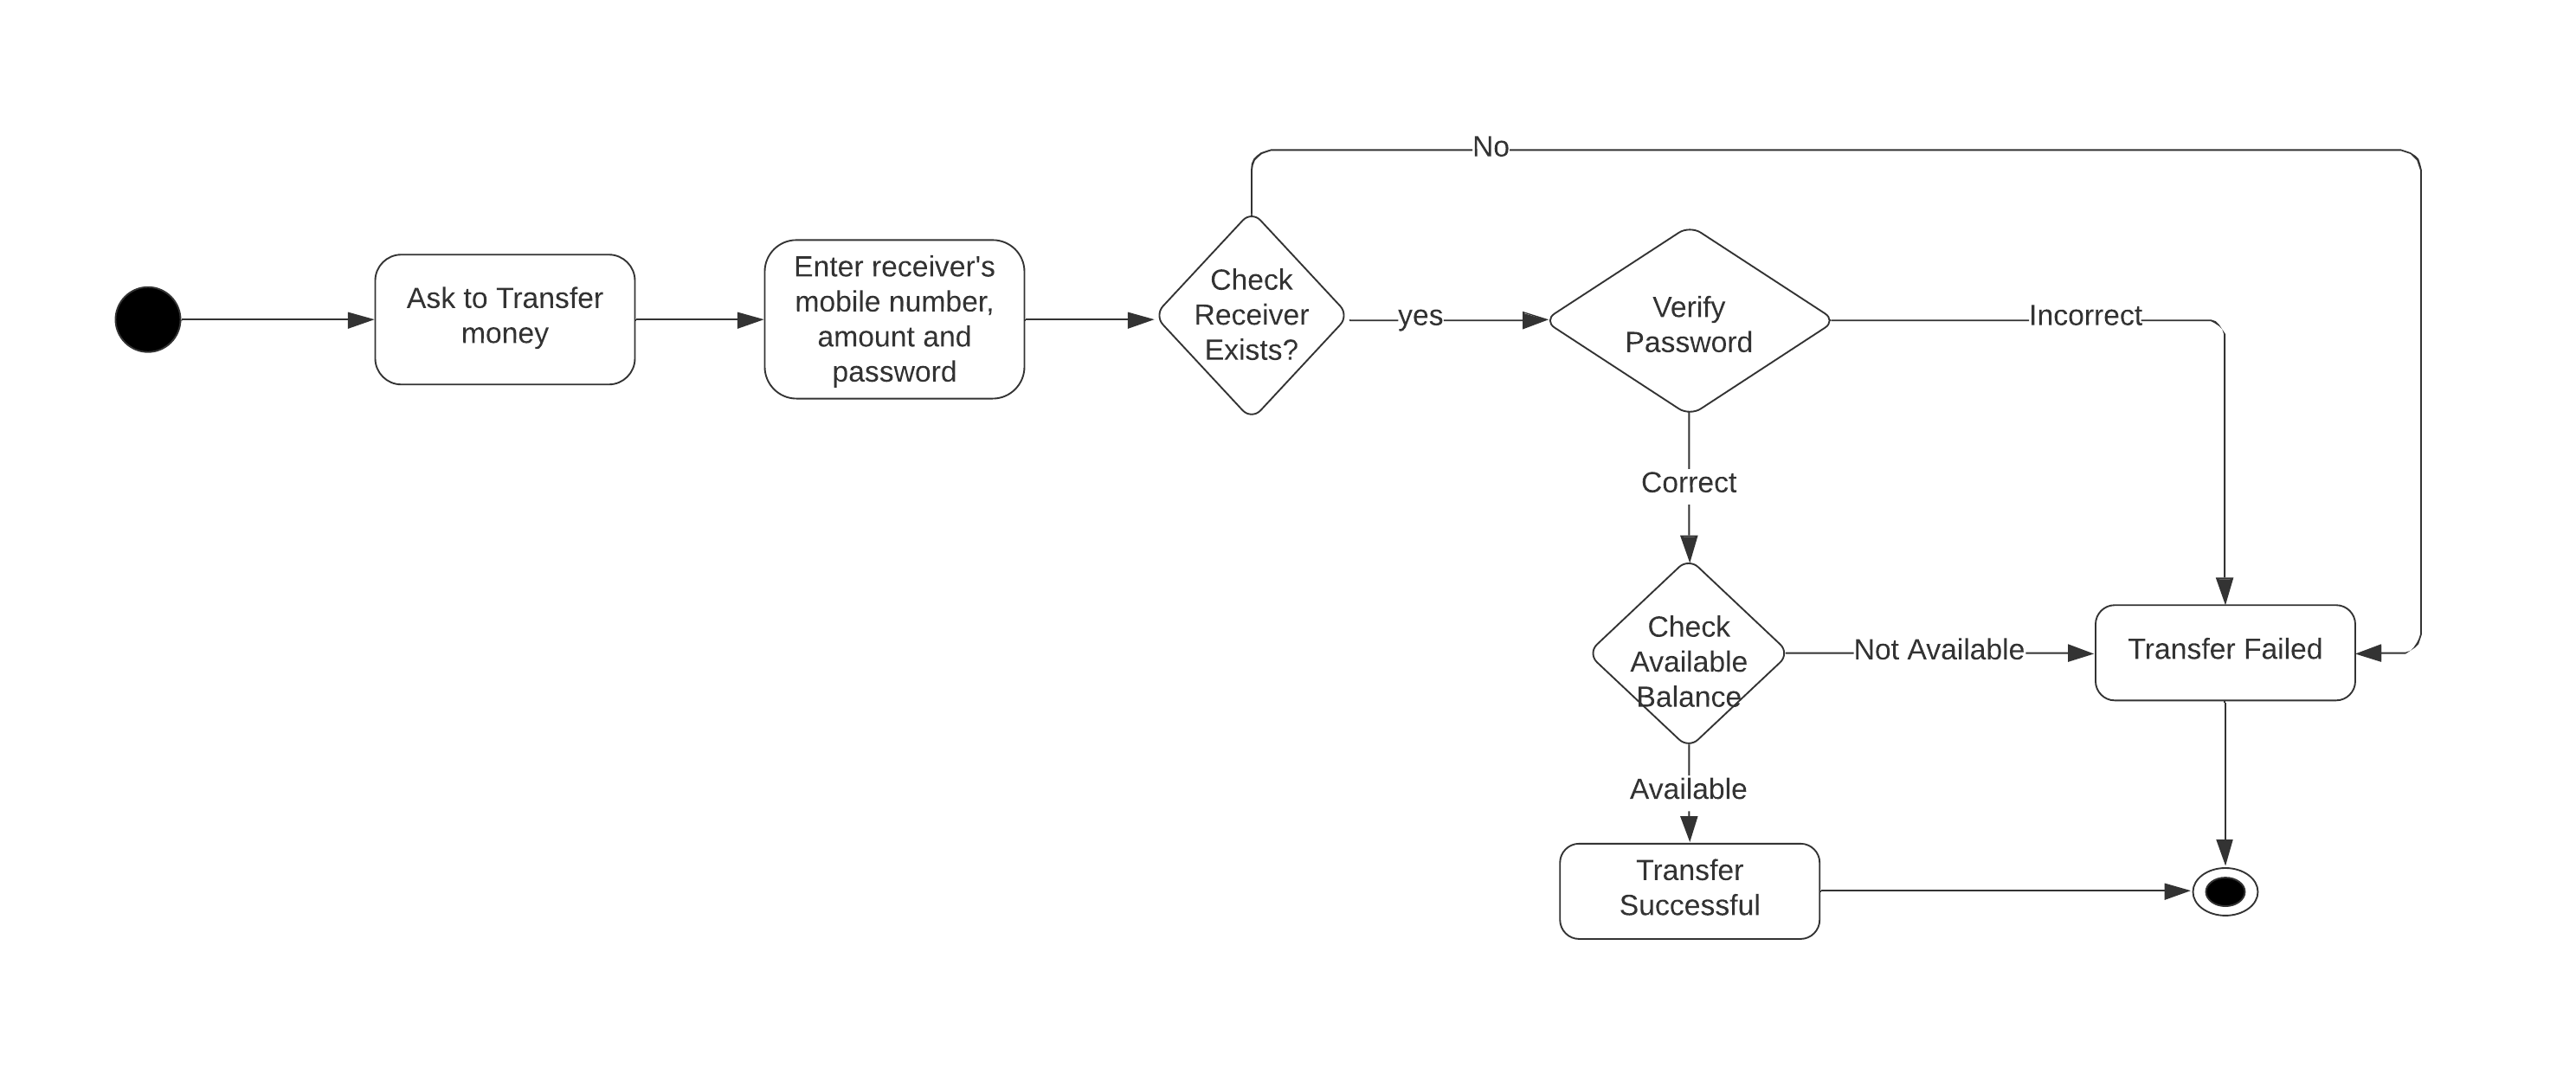 No
Ask to Transfer
money
Enter receiver's
mobile number,
amount and
password
Check
Receiver
Exists?
yes
Verify
Password
Incorrect
Correct
Check
Available
Balance
Not Available
Transfer Failed
Available
Transfer
Successful